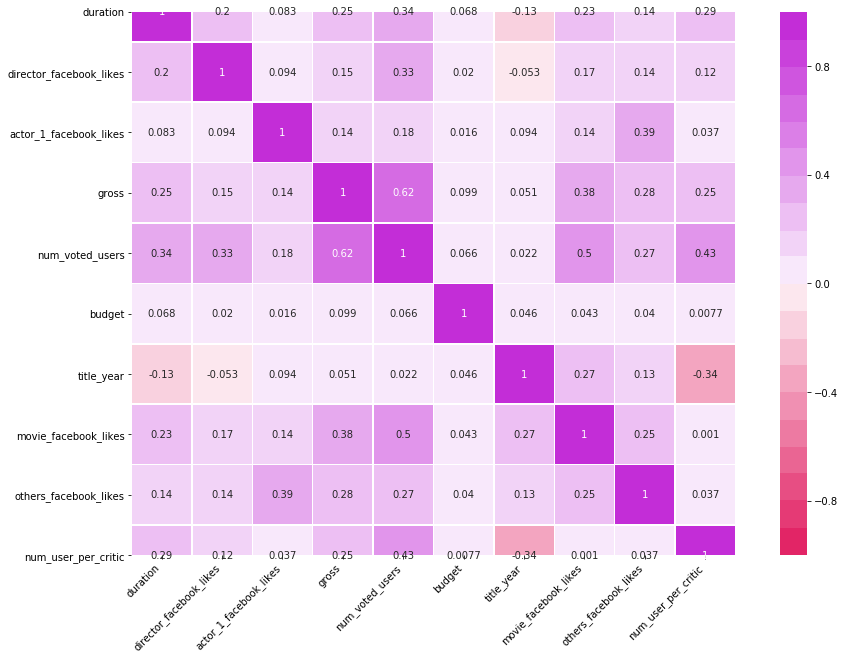 duration 1 0.2 0.083 0.25 0.34 0.068 -0.13 0.23 0.14 0.29
director_facebook_likes 0.2 1 0.094 0.15 0.33 0.02 -0.053 0.17 0.14 0.12
actor_1_facebook_likes 0.083 0.094 1 0.14 0.18 0.016 0.094 0.14 0.39 0.037
gross 0.25 0.15 0.14 1 0.62 0.099 0.051 0.38 0.28 0.25
num_voted_users 0.34 0.33 0.18 0.62 1 0.066 0.022 0.5 0.27 0.43
budget 0.068 0.02 0.016 0.099 0.066 1 0.046 0.043 0.04 0.0077
title_year -0.13 -0.053 0.094 0.051 0.022 0.046 1 0.27 0.13 -0.34
movie_facebook_likes 0.23 0.17 0.14 0.38 0.5 0.043 0.27 1 0.25 0.001
others_facebook_likes 0.14 0.14 0.39 0.28 0.27 0.04 0.13 0.25 1 0.037
num_user_per_critic 0.29 0.12 0.037 0.25 0.43 0.0077 -0.34 0.001 0.037 1
duration
director_facebook_likes
actor_1_facebook_likes
gross
num_voted_users
budget
title_year
movie_facebook_likes
others_facebook_likes
num_user_per_critic
0.8
0.4
0.0
−0.4
−0.8